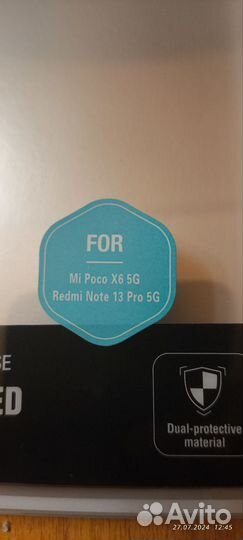 FOR
Mi Poco X6 5G
Redmi Note 13 Pro 5G
SE
ED
Dual-protective
material
Avito
27.07.2024 12:45